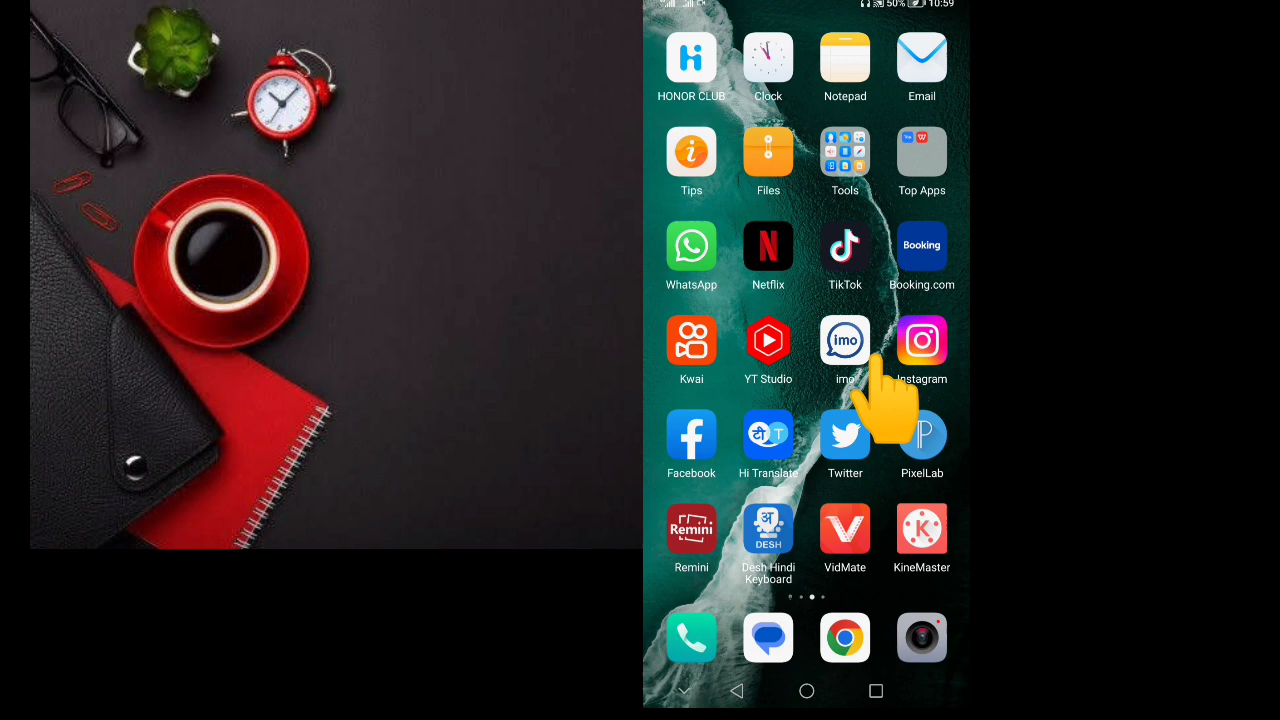 50% 10:59
HONOR CLUB Clock Notepad Email
Tips Files Tools Top Apps
Booking
WhatsApp Netflix TikTok Booking.com
imo
Kwai YT Studio imo Instagram
टी T P
Facebook Hi Translate Twitter PixelLab
Remini अ K
DESH
Remini Desh Hindi VidMate KineMaster
Keyboard